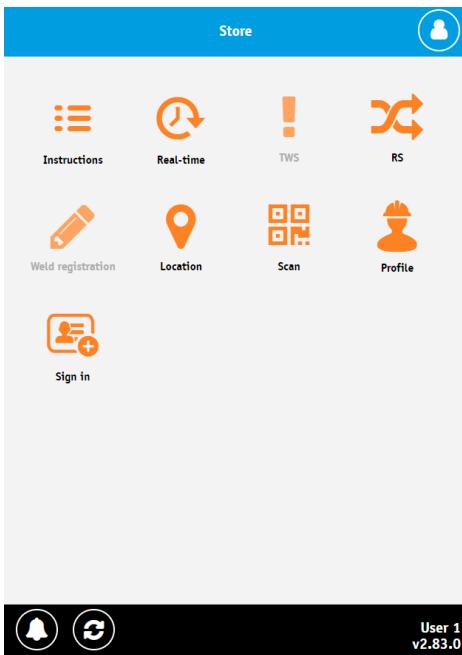 Store
Instructions
Real-time
TWS
RS
Weld registration
Location
Scan
Profile
Sign in
User 1
v2.83.0